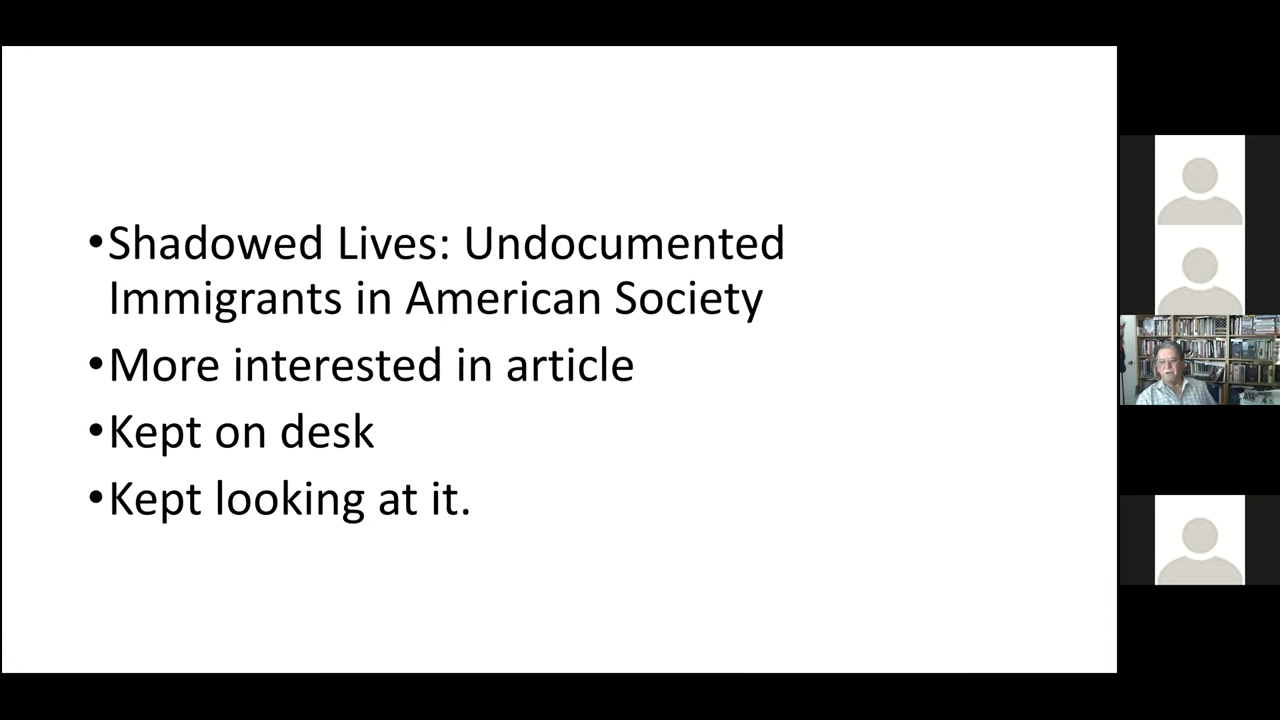 •Shadowed Lives: Undocumented
Immigrants in American Society
•More interested in article
•Kept on desk
•Kept looking at it.